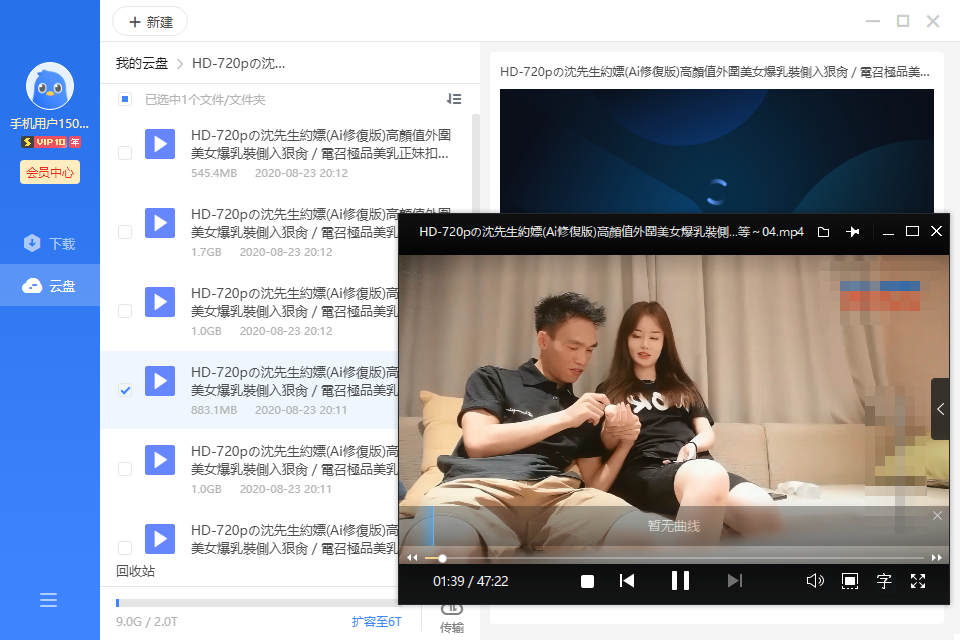 手机用户150...
VIP10 年
会员中心
下载
云盘
新建
我的云盘 > HD-720pの沈...
已选中1个文件/文件夹
HD-720pの沈先生約嫖(Ai修復版)高顏值外圍
美女爆乳裝側入狠肏 / 電召極品美乳正妹扣...
545.4MB 2020-08-23 20:12
HD-720pの沈先生約嫖(Ai修復版)高顏值外圍
美女爆乳裝側入狠肏 / 電召極品美乳
1.7GB 2020-08-23 20:12
HD-720pの沈先生約嫖(Ai修復版)高
美女爆乳裝側入狠肏 / 電召極品美乳
1.0GB 2020-08-23 20:12
HD-720pの沈先生約嫖(Ai修復版)高
美女爆乳裝側入狠肏 / 電召極品美乳
883.1MB 2020-08-23 20:11
HD-720pの沈先生約嫖(Ai修復版)高
美女爆乳裝側入狠肏 / 電召極品美乳
1.0GB 2020-08-23 20:11
HD-720pの沈先生約嫖(Ai修復版)高
美女爆乳裝側入狠肏 / 電召極品美乳
回收站
9.0G / 2.0T 扩容至6T
传输
HD-720pの沈先生約嫖(Ai修復版)高顏值外圍美女爆乳裝側入狠肏 / 電召極品美...
HD-720pの沈先生約嫖(Ai修復版)高顏值外圍美女爆乳裝側...等～04.mp4
暂无曲线
01:39 / 47:22
字